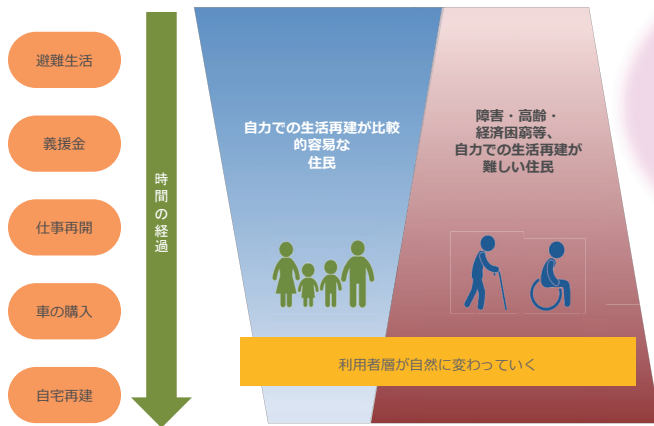 避難生活
義援金
仕事再開
車の購入
自宅再建
時間の経過
自力での生活再建が比較
的容易な
住民
障害・高齢・
経済困窮等、
自力での生活再建が
難しい住民
利用者層が自然に変わっていく